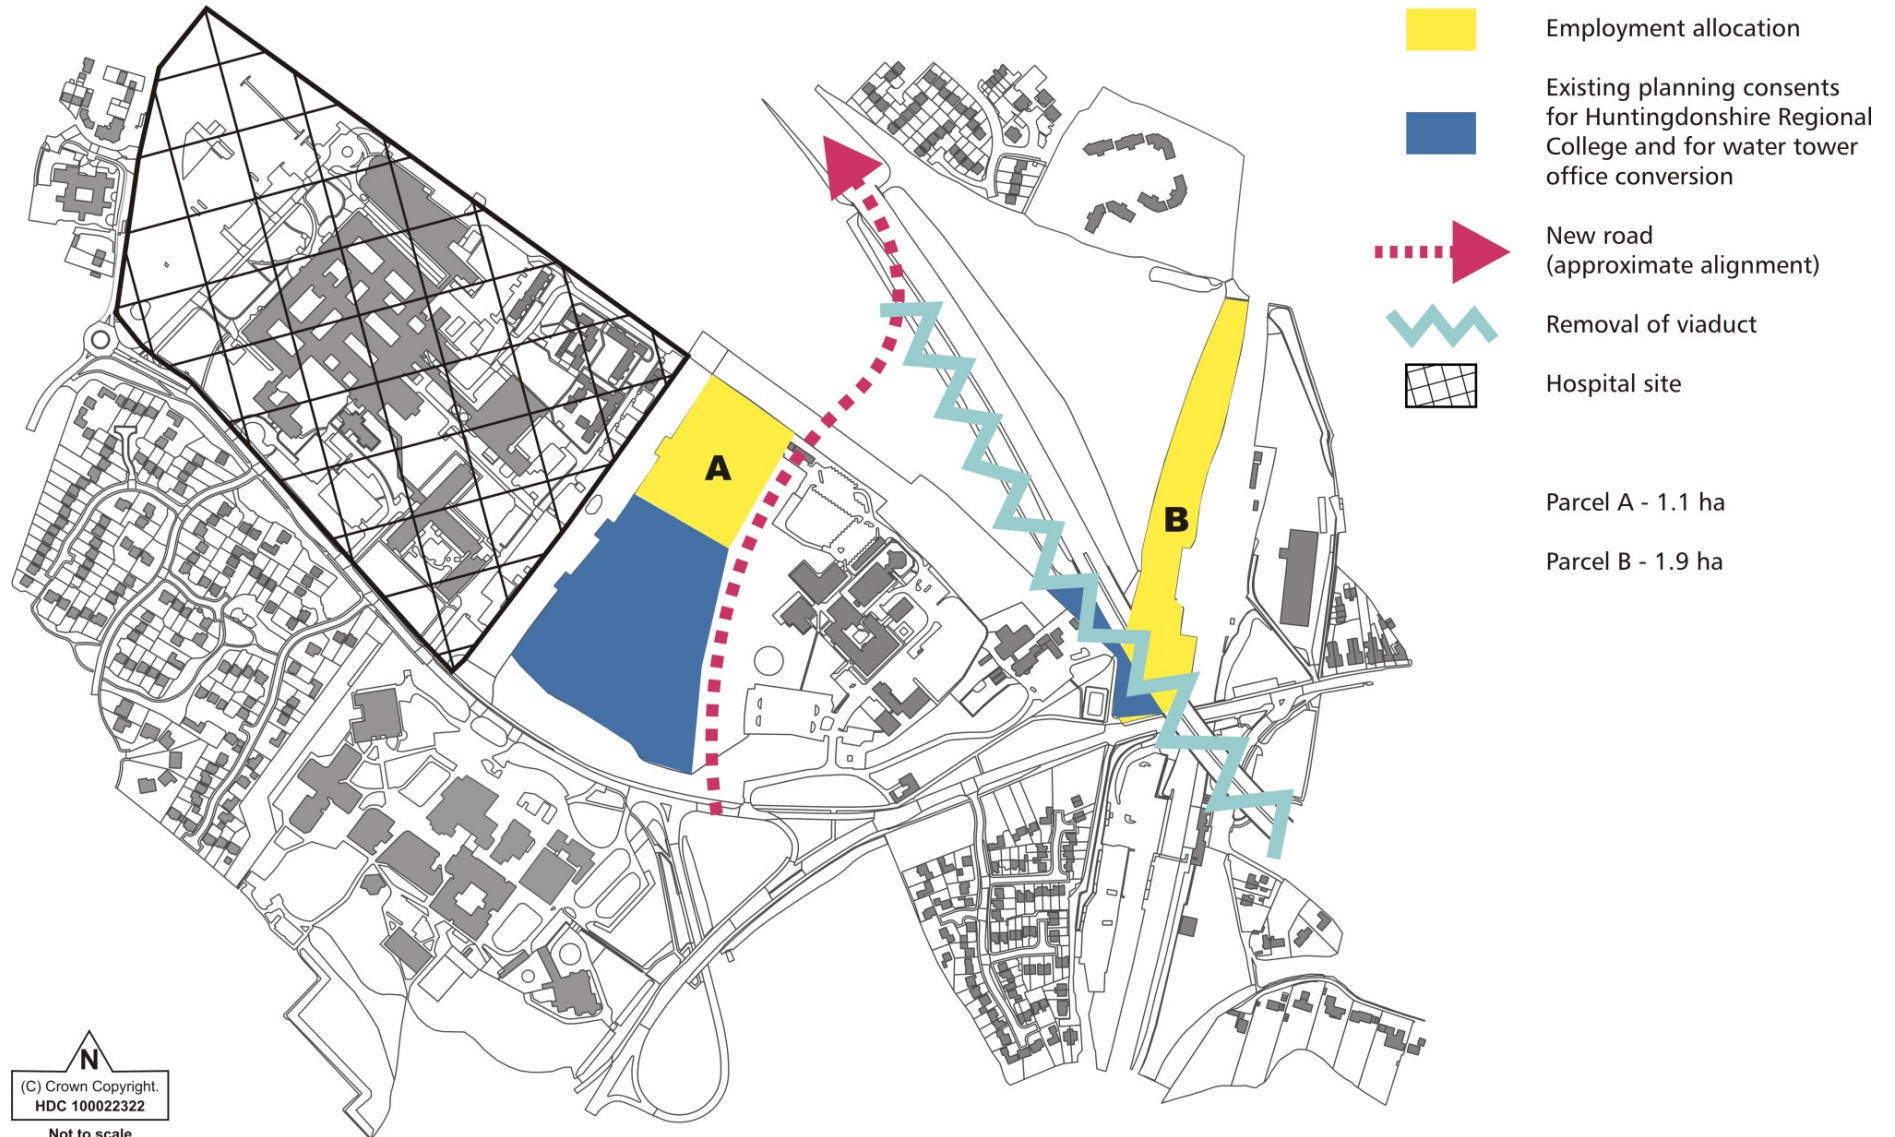 Employment allocation
Existing planning consents
for Huntingdonshire Regional
College and for water tower
office conversion
New road
(approximate alignment)
Removal of viaduct
Hospital site
Parcel A - 1.1 ha
Parcel B - 1.9 ha
A
B
N
(C) Crown Copyright.
HDC 100022322
Not to scale